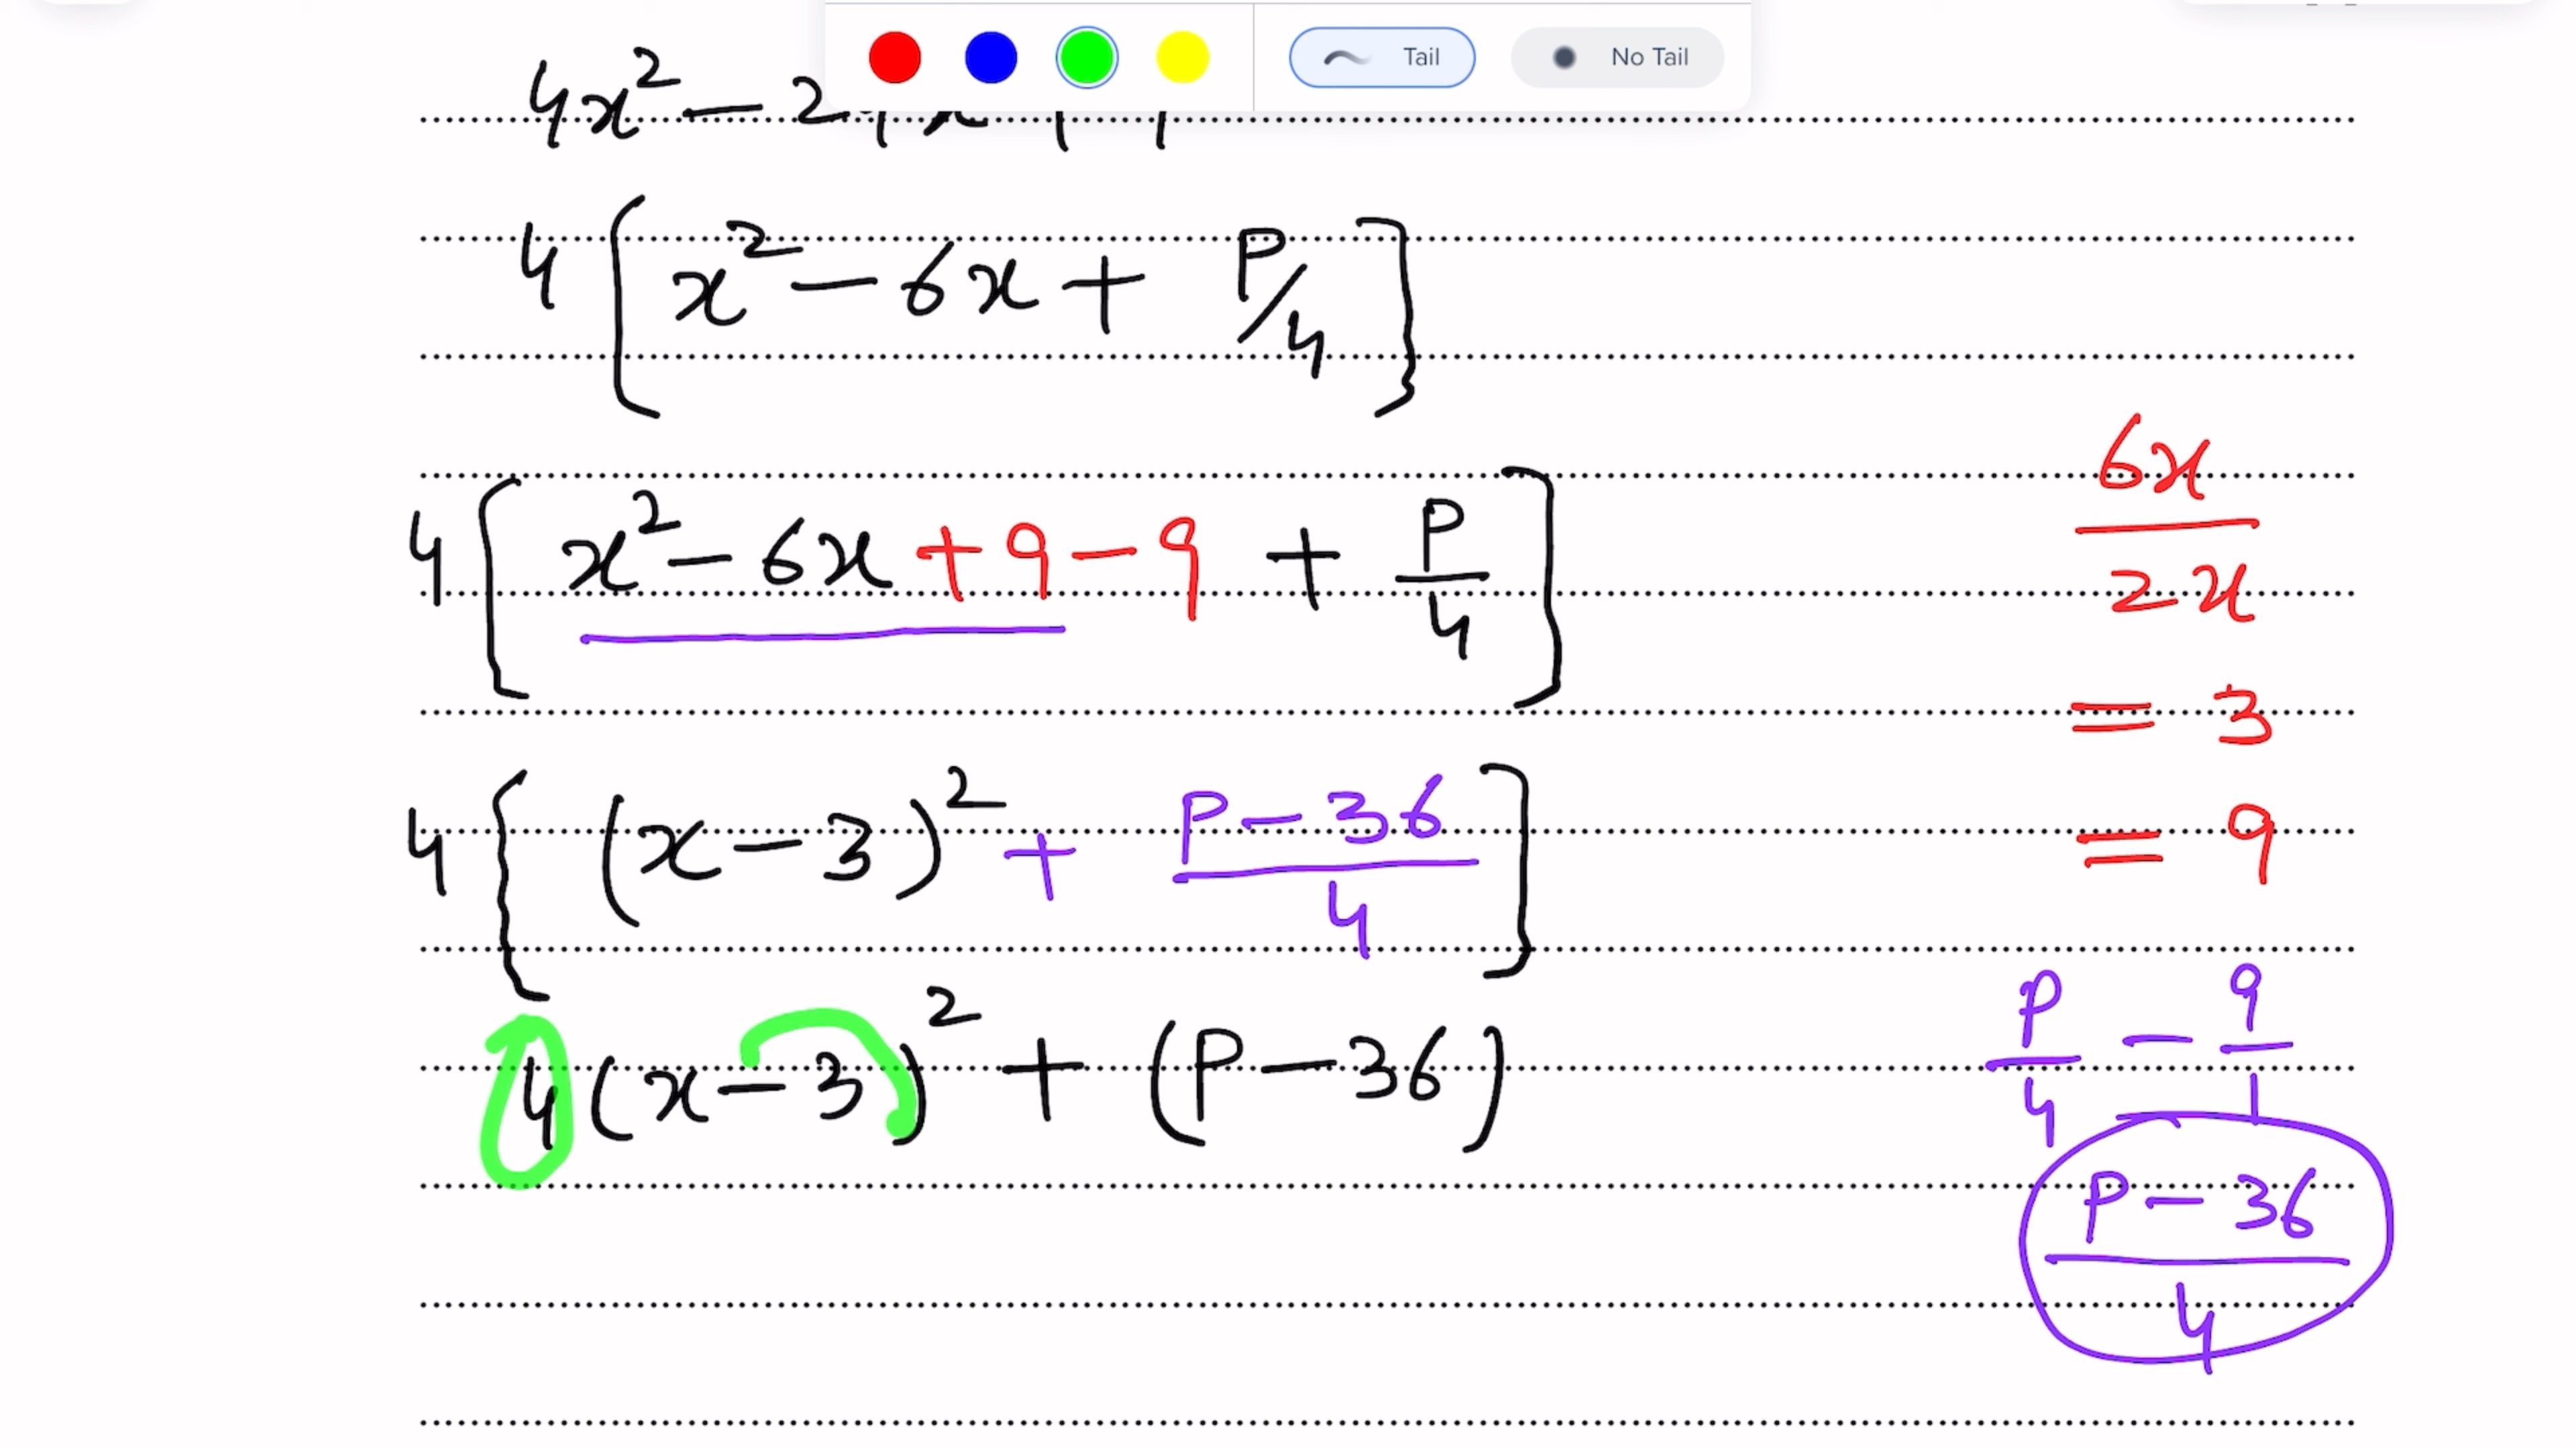 Tail No Tail
4x² − 2
4[x² − 6x + P/4]
4[x² − 6x + 9 − 9 + P/4]
4[(x − 3)² + (P − 36)/4]
4(x − 3)² + (P − 36)
6x/2x
= 3
= 9
P/4 − 9/1
(P − 36)/4